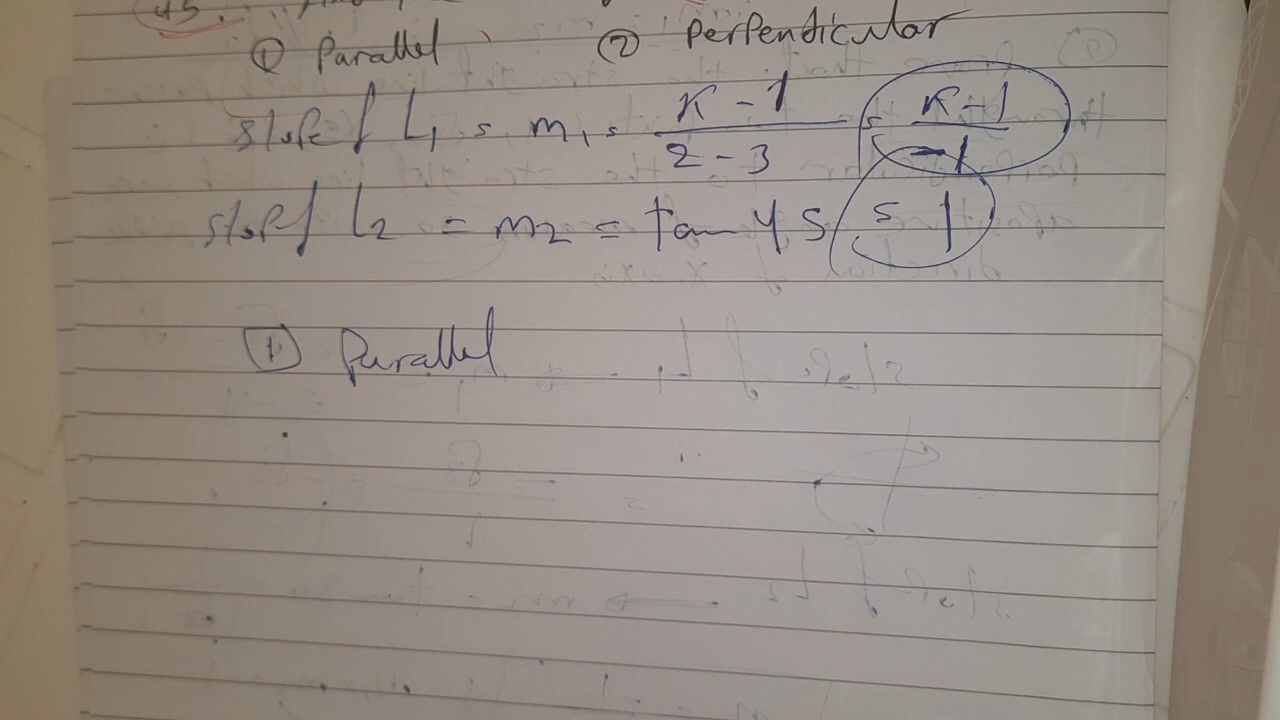 45.
① Parallel ② Perpendicular
slope of L₁ = m₁ = K - 1 / 2 - 3 = K - 1 / - 1
slope of L₂ = m₂ = tan 45 = 1
1 Parallel